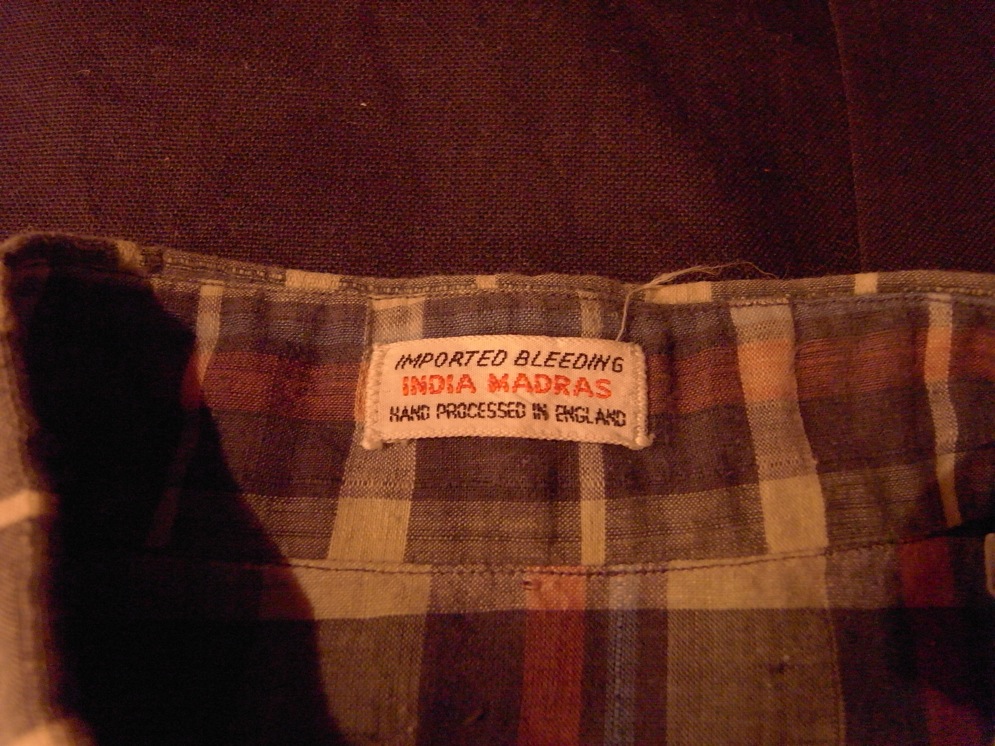 IMPORTED BLEEDING
INDIA MADRAS
HAND PROCESSED IN ENGLAND